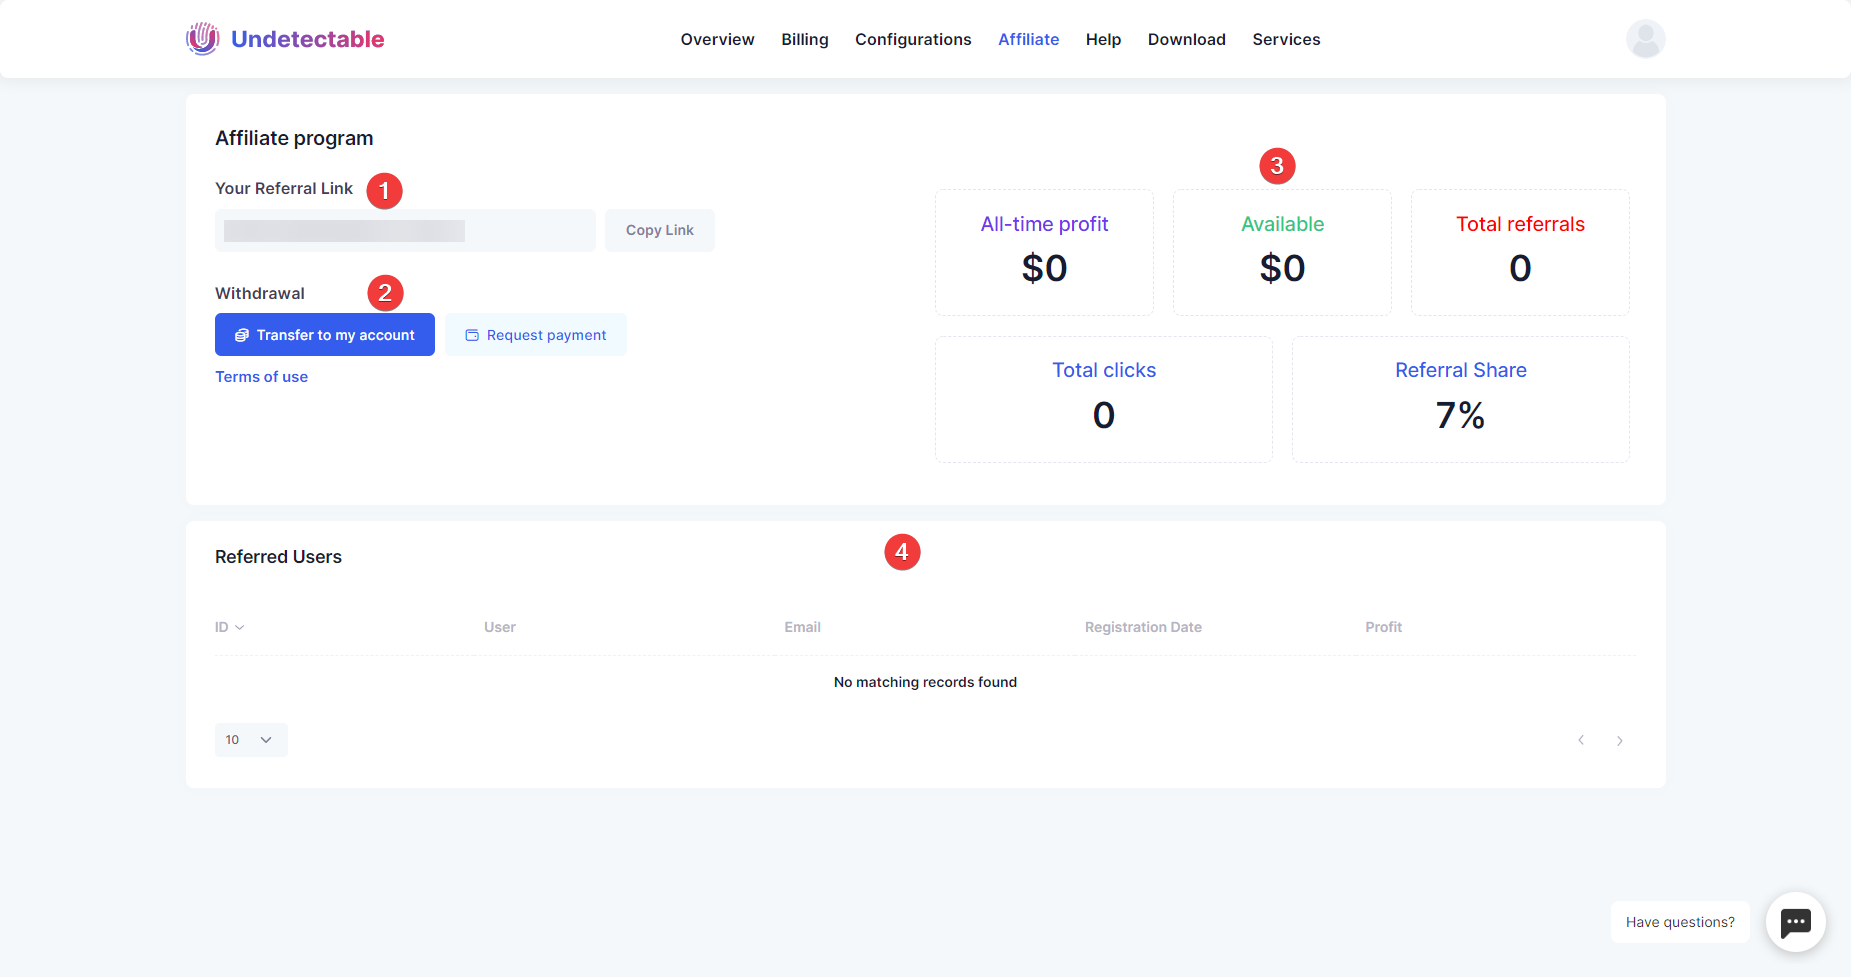 Undetectable
Overview Billing Configurations Affiliate Help Download Services
Affiliate program
Your Referral Link 1
Copy Link
Withdrawal 2
Transfer to my account Request payment
Terms of use
3
All-time profit Available Total referrals
$0 $0 0
Total clicks Referral Share
0 7%
Referred Users 4
ID User Email Registration Date Profit
No matching records found
10
Have questions?